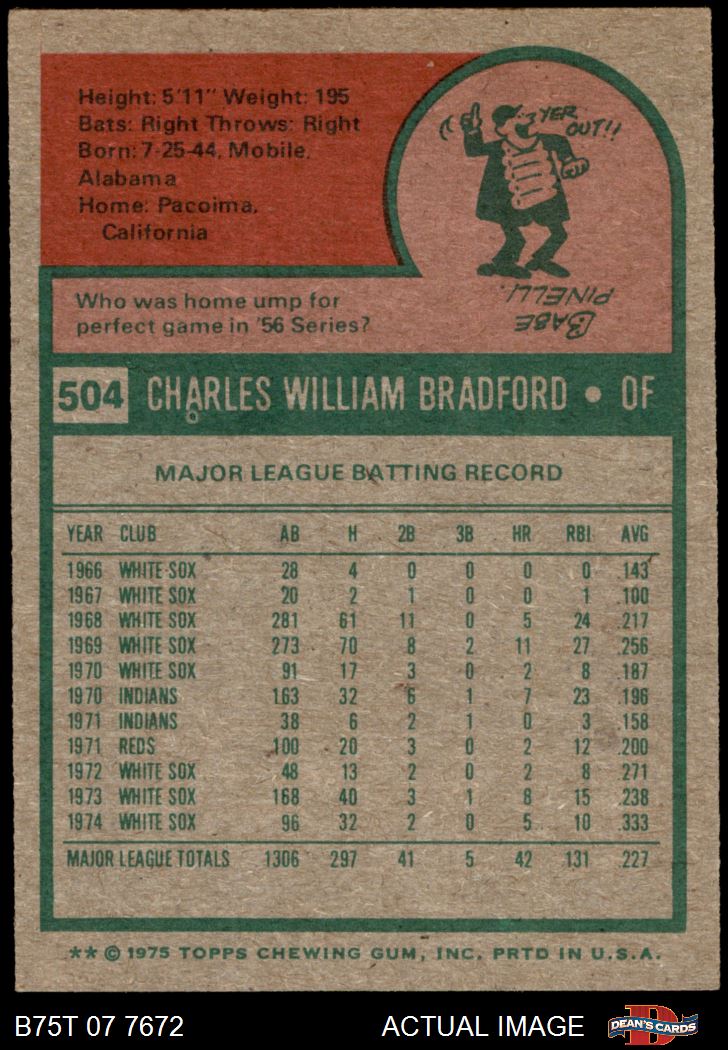 Height: 5'11" Weight: 195
Bats: Right Throws: Right
Born: 7-25-44, Mobile,
Alabama
Home: Pacoima,
California
YER
OUT!!
BABE
PINELLI.
Who was home ump for
perfect game in '56 Series?
504 CHARLES WILLIAM BRADFORD • OF
MAJOR LEAGUE BATTING RECORD
YEAR CLUB AB H 2B 3B HR RBI AVG
1966 WHITE SOX 28 4 0 0 0 0 .143
1967 WHITE SOX 20 2 1 0 0 1 .100
1968 WHITE SOX 281 61 11 0 5 24 .217
1969 WHITE SOX 273 70 8 2 11 27 .256
1970 WHITE SOX 91 17 3 0 2 8 .187
1970 INDIANS 163 32 6 1 7 23 .196
1971 INDIANS 38 6 2 1 0 3 .158
1971 REDS 100 20 3 0 2 12 .200
1972 WHITE SOX 48 13 2 0 2 8 .271
1973 WHITE SOX 168 40 3 1 8 15 .238
1974 WHITE SOX 96 32 2 0 5 10 .333
MAJOR LEAGUE TOTALS 1306 297 41 5 42 131 .227
** © 1975 TOPPS CHEWING GUM, INC. PRTD IN U.S.A.
B75T 07 7672 ACTUAL IMAGE D DEAN'S CARDS